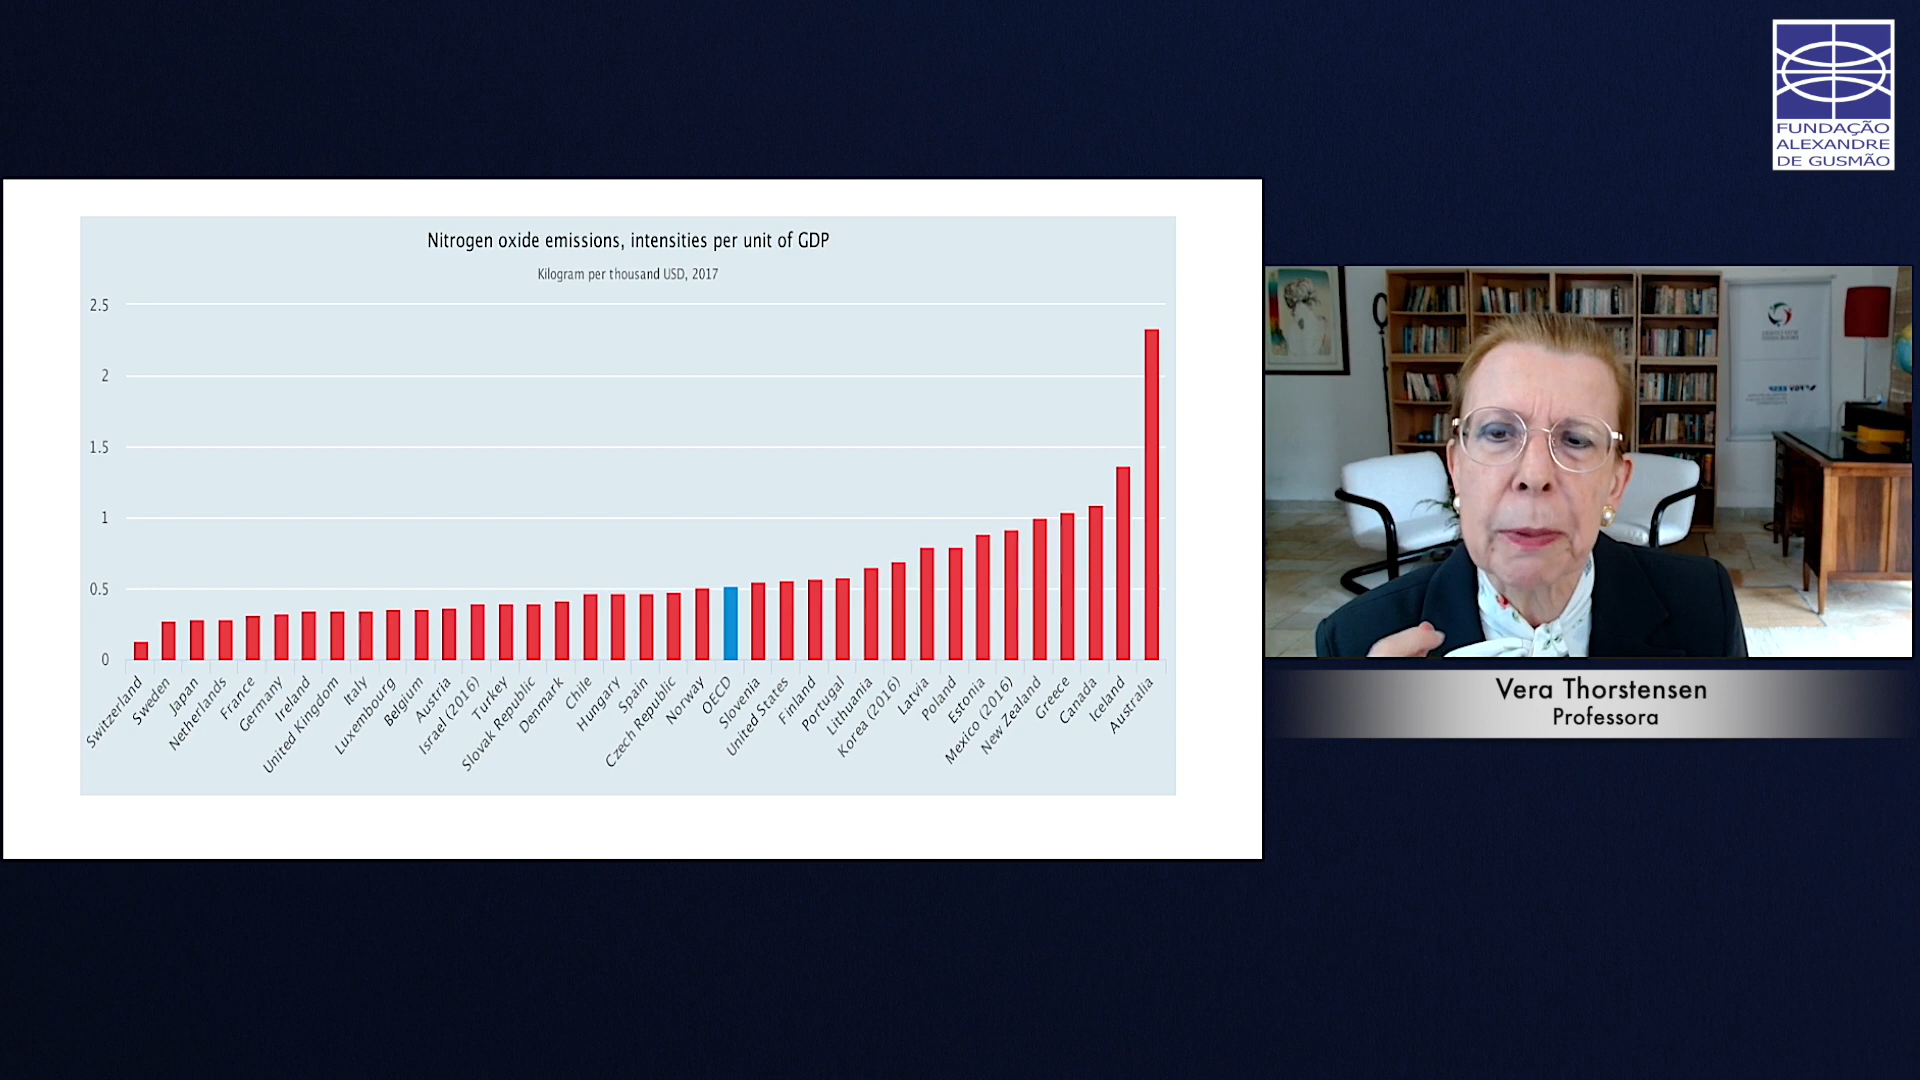 FUNDAÇÃO
ALEXANDRE
DE GUSMÃO
Nitrogen oxide emissions, intensities per unit of GDP
Kilogram per thousand USD, 2017
2.5
2
1.5
1
0.5
0
Switzerland
Sweden
Japan
Netherlands
France
Germany
Ireland
United Kingdom
Italy
Luxembourg
Belgium
Austria
Israel (2016)
Turkey
Slovak Republic
Denmark
Chile
Hungary
Spain
Czech Republic
Norway
OECD
Slovenia
United States
Finland
Portugal
Lithuania
Korea (2016)
Latvia
Poland
Estonia
Mexico (2016)
New Zealand
Greece
Canada
Iceland
Australia
Vera Thorstensen
Professora